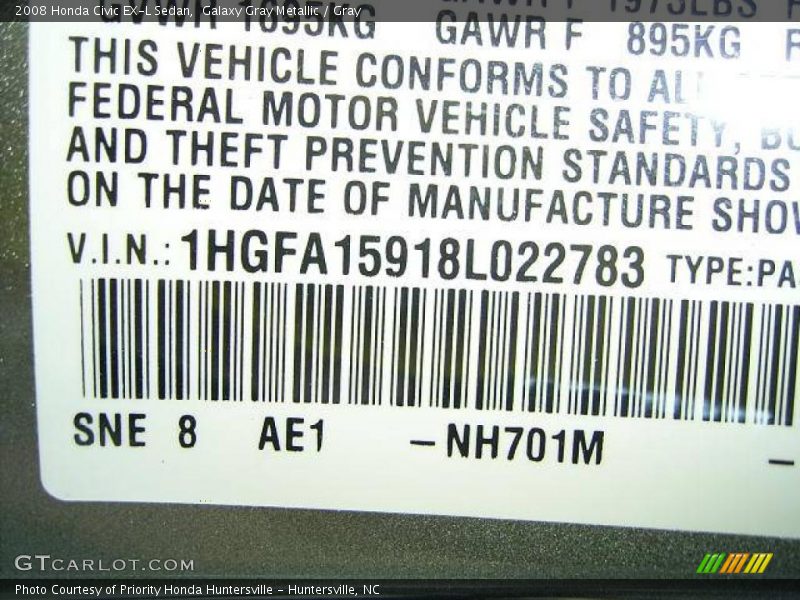 2008 Honda Civic EX-L Sedan, Galaxy Gray Metallic / Gray
GAWR F 895KG
THIS VEHICLE CONFORMS TO
FEDERAL MOTOR VEHICLE SAFETY,
AND THEFT PREVENTION STANDARDS
ON THE DATE OF MANUFACTURE SHOW
V.I.N.: 1HGFA15918L022783 TYPE:PA
SNE 8 AE1 –NH701M –
GTCARLOT.COM
Photo Courtesy of Priority Honda Huntersville - Huntersville, NC